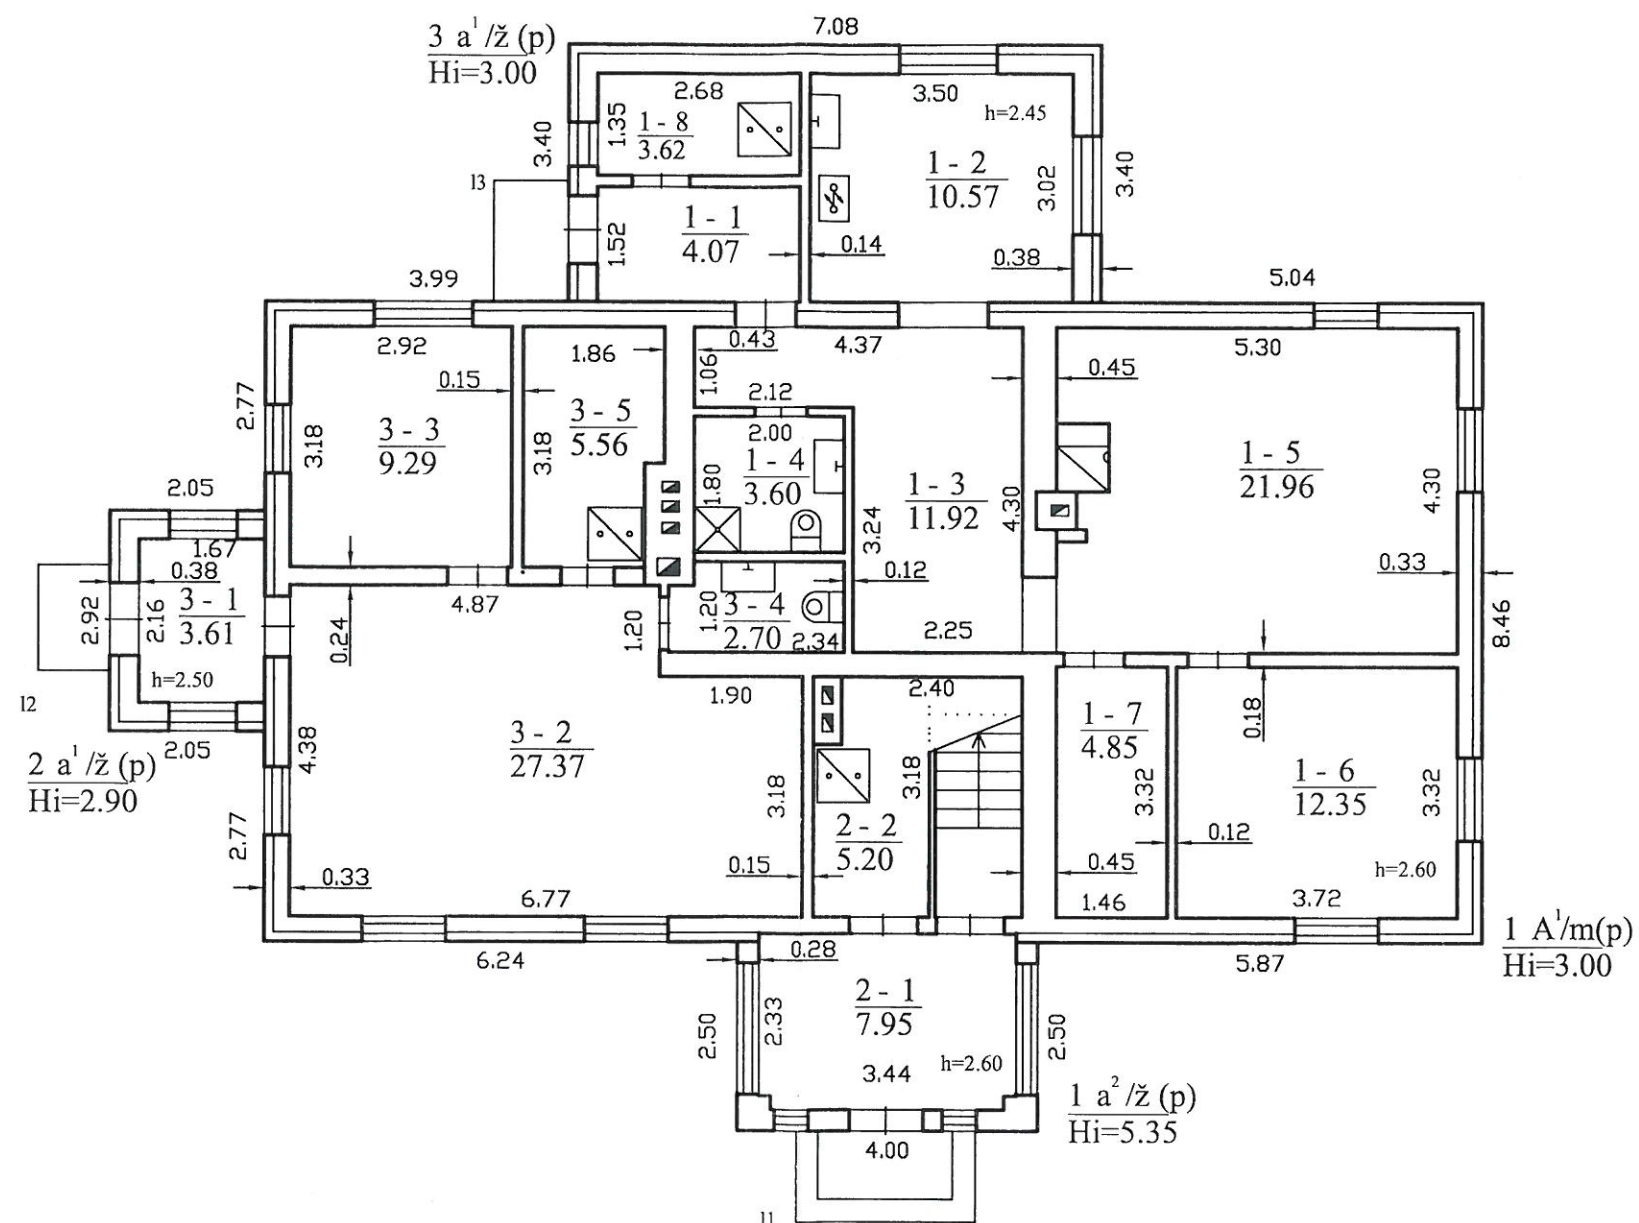 7.08
3 a¹/ž (p)
Hi=3.00
2.68
3.50
h=2.45
1.35
1 - 8
3.62
3.40
1 - 2
10.57
3.02
3.40
l3
1 - 1
4.07
1.52
0.14
0.38
3.99
5.04
2.92
1.86
0.43
4.37
5.30
0.15
1.06
0.45
2.77
2.12
3 - 3
9.29
3.18
3 - 5
5.56
3.18
2.00
1 - 4
3.60
1.80
1 - 3
11.92
4.30
1 - 5
21.96
4.30
2.05
1.67
3.24
0.38
0.12
0.33
3 - 1
3.61
2.92
2.16
4.87
1.20
1.20
3 - 4
2.70
2.34
2.25
8.46
0.24
h=2.50
l2
1.90
2.40
0.18
1 - 7
4.85
2.05
4.38
3 - 2
27.37
2 a¹/ž (p)
Hi=2.90
3.18
3.18
3.32
1 - 6
12.35
3.32
2.77
2 - 2
5.20
0.12
0.33
0.15
0.45
h=2.60
6.77
1.46
3.72
1 A¹/m(p)
Hi=3.00
6.24
0.28
5.87
2 - 1
7.95
2.50
2.33
2.50
h=2.60
3.44
1 a²/ž (p)
Hi=5.35
4.00
l1